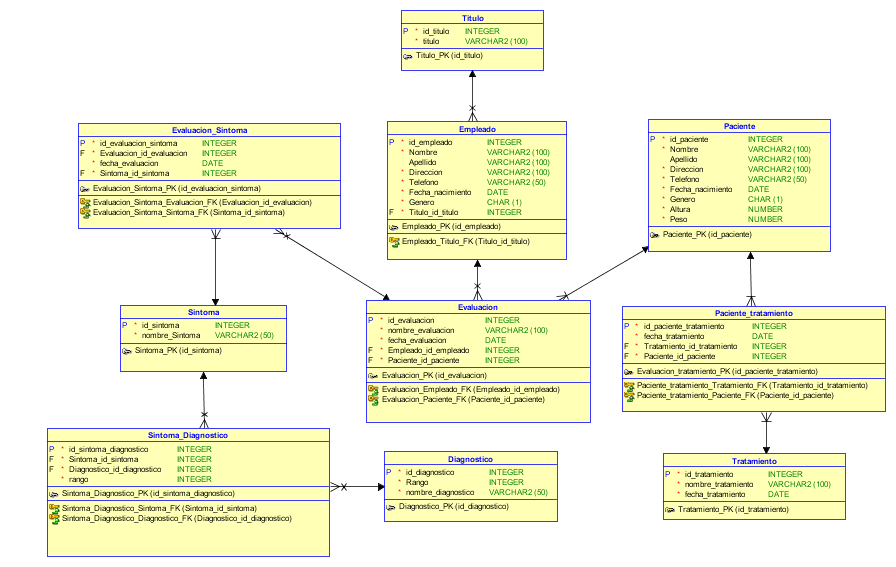 Titulo
P * id_titulo INTEGER
* titulo VARCHAR2 (100)
Titulo_PK (id_titulo)
Evaluacion_Sintoma
P * id_evaluacion_sintoma INTEGER
F * Evaluacion_id_evaluacion INTEGER
* fecha_evaluacion DATE
F * Sintoma_id_sintoma INTEGER
Evaluacion_Sintoma_PK (id_evaluacion_sintoma)
Evaluacion_Sintoma_Evaluacion_FK (Evaluacion_id_evaluacion)
Evaluacion_Sintoma_Sintoma_FK (Sintoma_id_sintoma)
Empleado
P * id_empleado INTEGER
* Nombre VARCHAR2 (100)
Apellido VARCHAR2 (100)
* Direccion VARCHAR2 (100)
* Telefono VARCHAR2 (50)
* Fecha_nacimiento DATE
* Genero CHAR (1)
F * Titulo_id_titulo INTEGER
Empleado_PK (id_empleado)
Empleado_Titulo_FK (Titulo_id_titulo)
Paciente
P * id_paciente INTEGER
* Nombre VARCHAR2 (100)
Apellido VARCHAR2 (100)
* Direccion VARCHAR2 (100)
* Telefono VARCHAR2 (50)
* Fecha_nacimiento DATE
* Genero CHAR (1)
* Altura NUMBER
* Peso NUMBER
Paciente_PK (id_paciente)
Sintoma
P * id_sintoma INTEGER
* nombre_Sintoma VARCHAR2 (50)
Sintoma_PK (id_sintoma)
Evaluacion
P * id_evaluacion INTEGER
* nombre_evaluacion VARCHAR2 (100)
* fecha_evaluacion DATE
F * Empleado_id_empleado INTEGER
F * Paciente_id_paciente INTEGER
Evaluacion_PK (id_evaluacion)
Evaluacion_Empleado_FK (Empleado_id_empleado)
Evaluacion_Paciente_FK (Paciente_id_paciente)
Paciente_tratamiento
P * id_paciente_tratamiento INTEGER
* fecha_tratamiento DATE
F * Tratamiento_id_tratamiento INTEGER
F * Paciente_id_paciente INTEGER
Evaluacion_tratamiento_PK (id_paciente_tratamiento)
Paciente_tratamiento_Tratamiento_FK (Tratamiento_id_tratamiento)
Paciente_tratamiento_Paciente_FK (Paciente_id_paciente)
Sintoma_Diagnostico
P * id_sintoma_diagnostico INTEGER
F * Sintoma_id_sintoma INTEGER
F * Diagnostico_id_diagnostico INTEGER
* rango INTEGER
Sintoma_Diagnostico_PK (id_sintoma_diagnostico)
Sintoma_Diagnostico_Sintoma_FK (Sintoma_id_sintoma)
Sintoma_Diagnostico_Diagnostico_FK (Diagnostico_id_diagnostico)
Diagnostico
P * id_diagnostico INTEGER
* Rango INTEGER
* nombre_diagnostico VARCHAR2 (50)
Diagnostico_PK (id_diagnostico)
Tratamiento
P * id_tratamiento INTEGER
* nombre_tratamiento VARCHAR2 (100)
* fecha_tratamiento DATE
Tratamiento_PK (id_tratamiento)